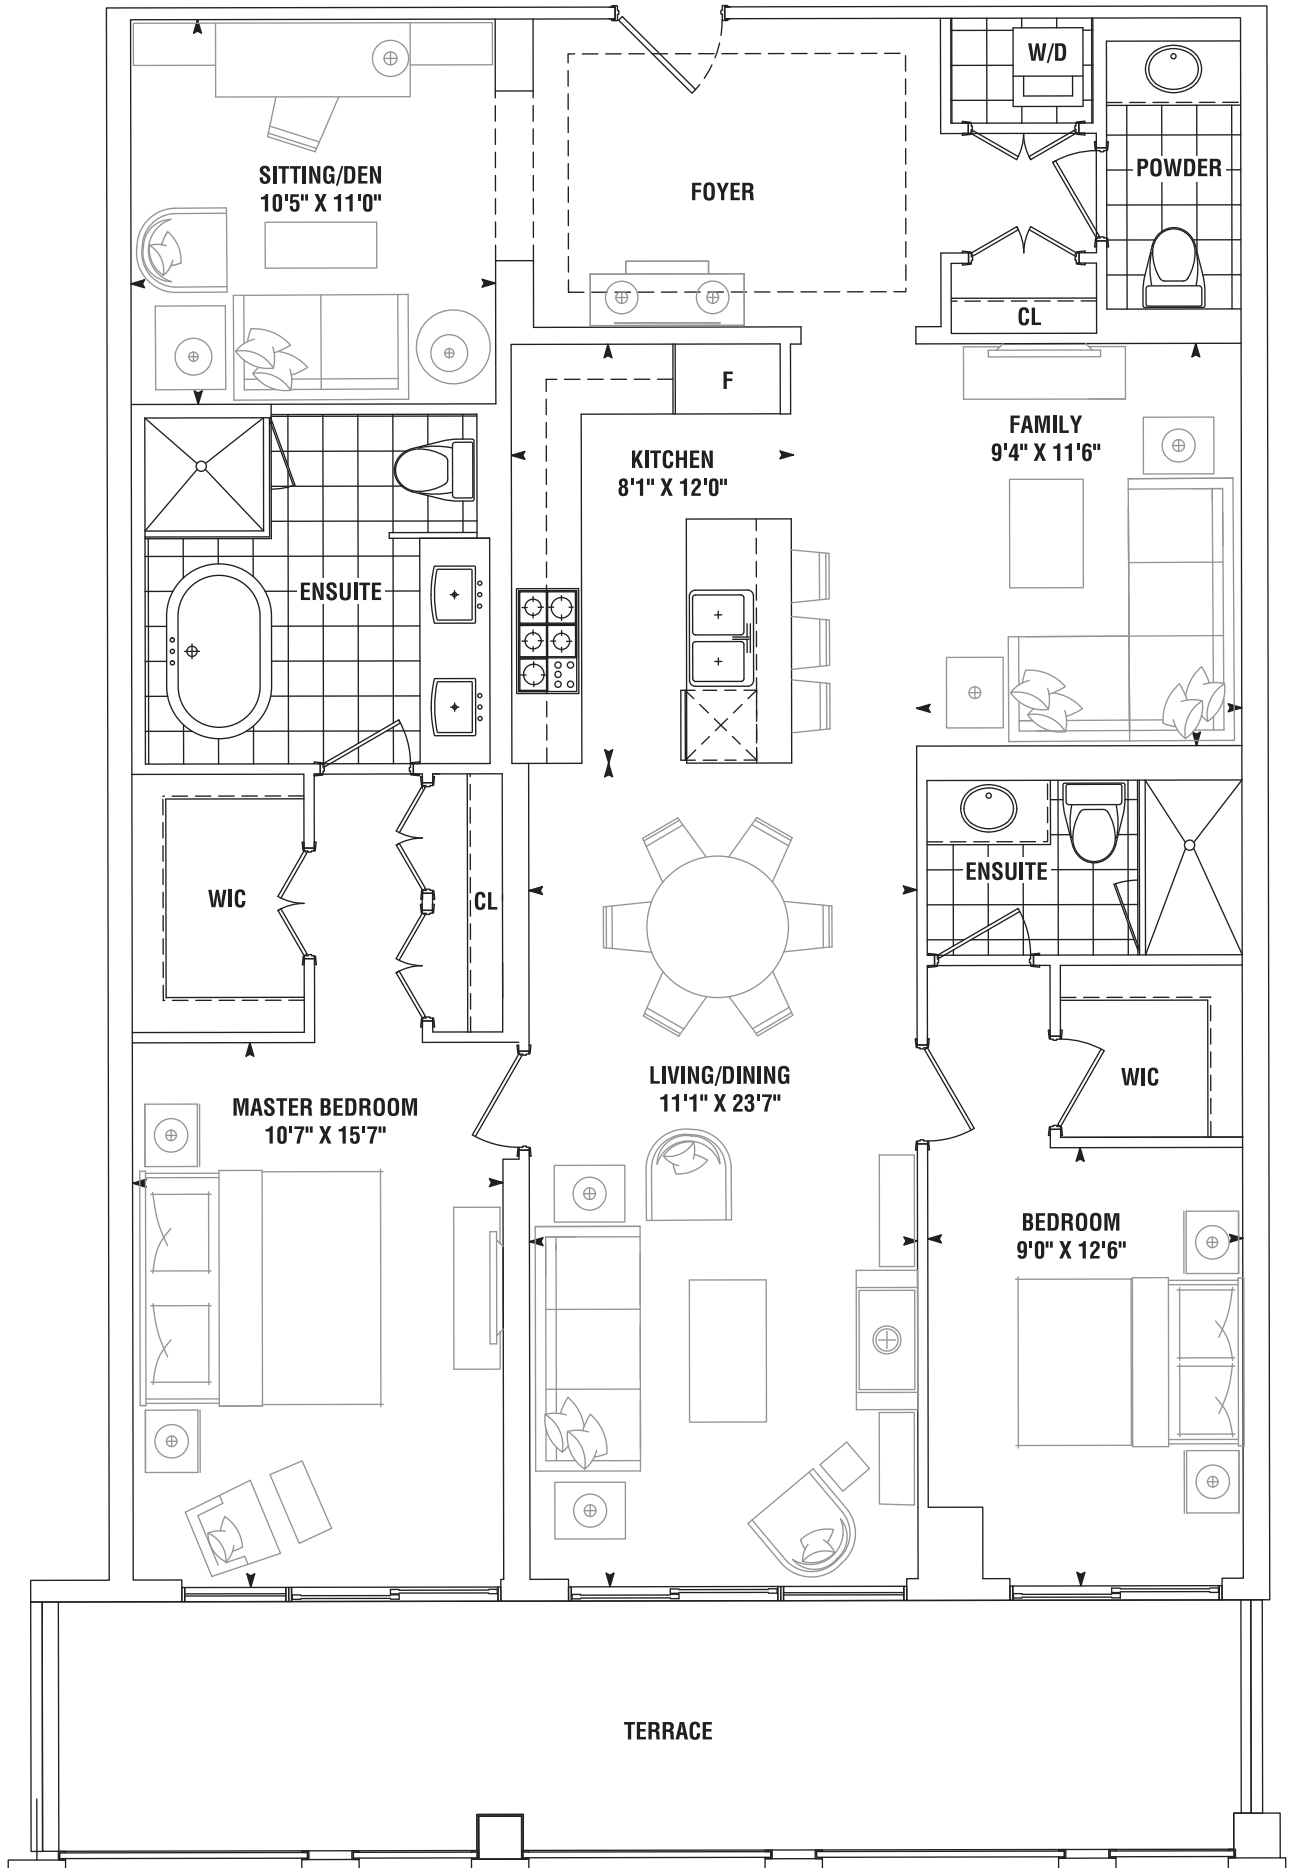 W/D
POWDER
SITTING/DEN
10'5" X 11'0"
FOYER
CL
F
FAMILY
9'4" X 11'6"
KITCHEN
8'1" X 12'0"
ENSUITE
ENSUITE
WIC
CL
LIVING/DINING
11'1" X 23'7"
WIC
MASTER BEDROOM
10'7" X 15'7"
BEDROOM
9'0" X 12'6"
TERRACE